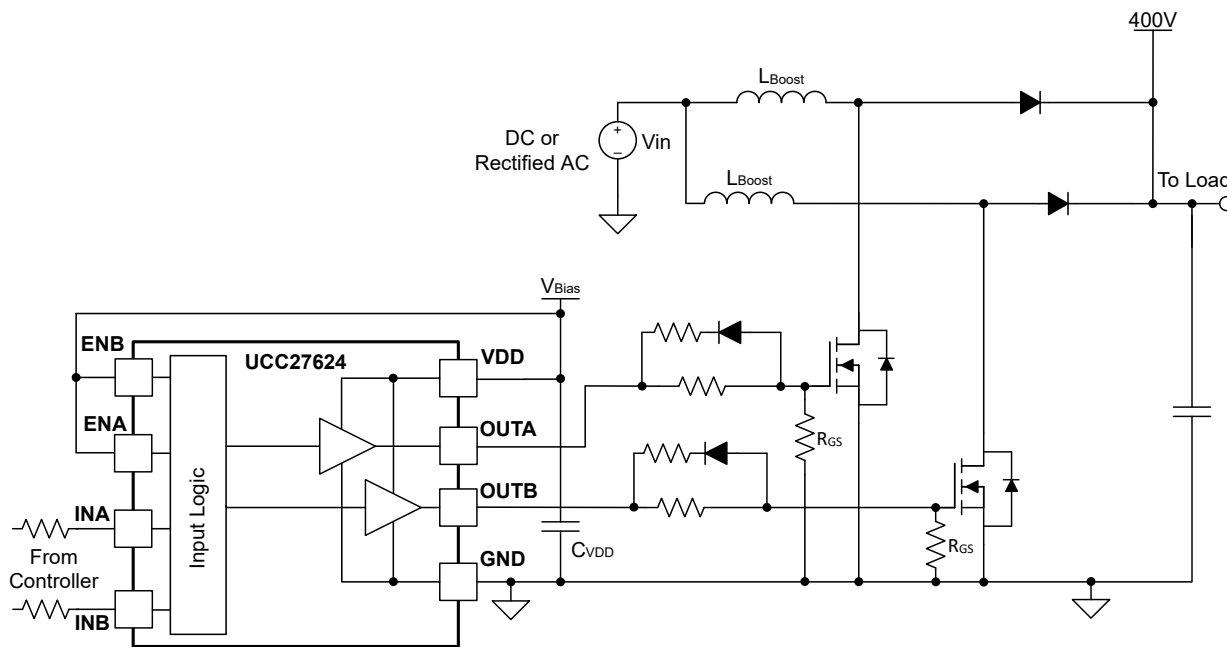 400V
LBoost
DC or
Rectified AC
Vin
+
–
LBoost
To Load
VBias
ENB
UCC27624
VDD
ENA
OUTA
RGS
OUTB
INA
Input Logic
From
Controller
CVDD
RGS
GND
INB